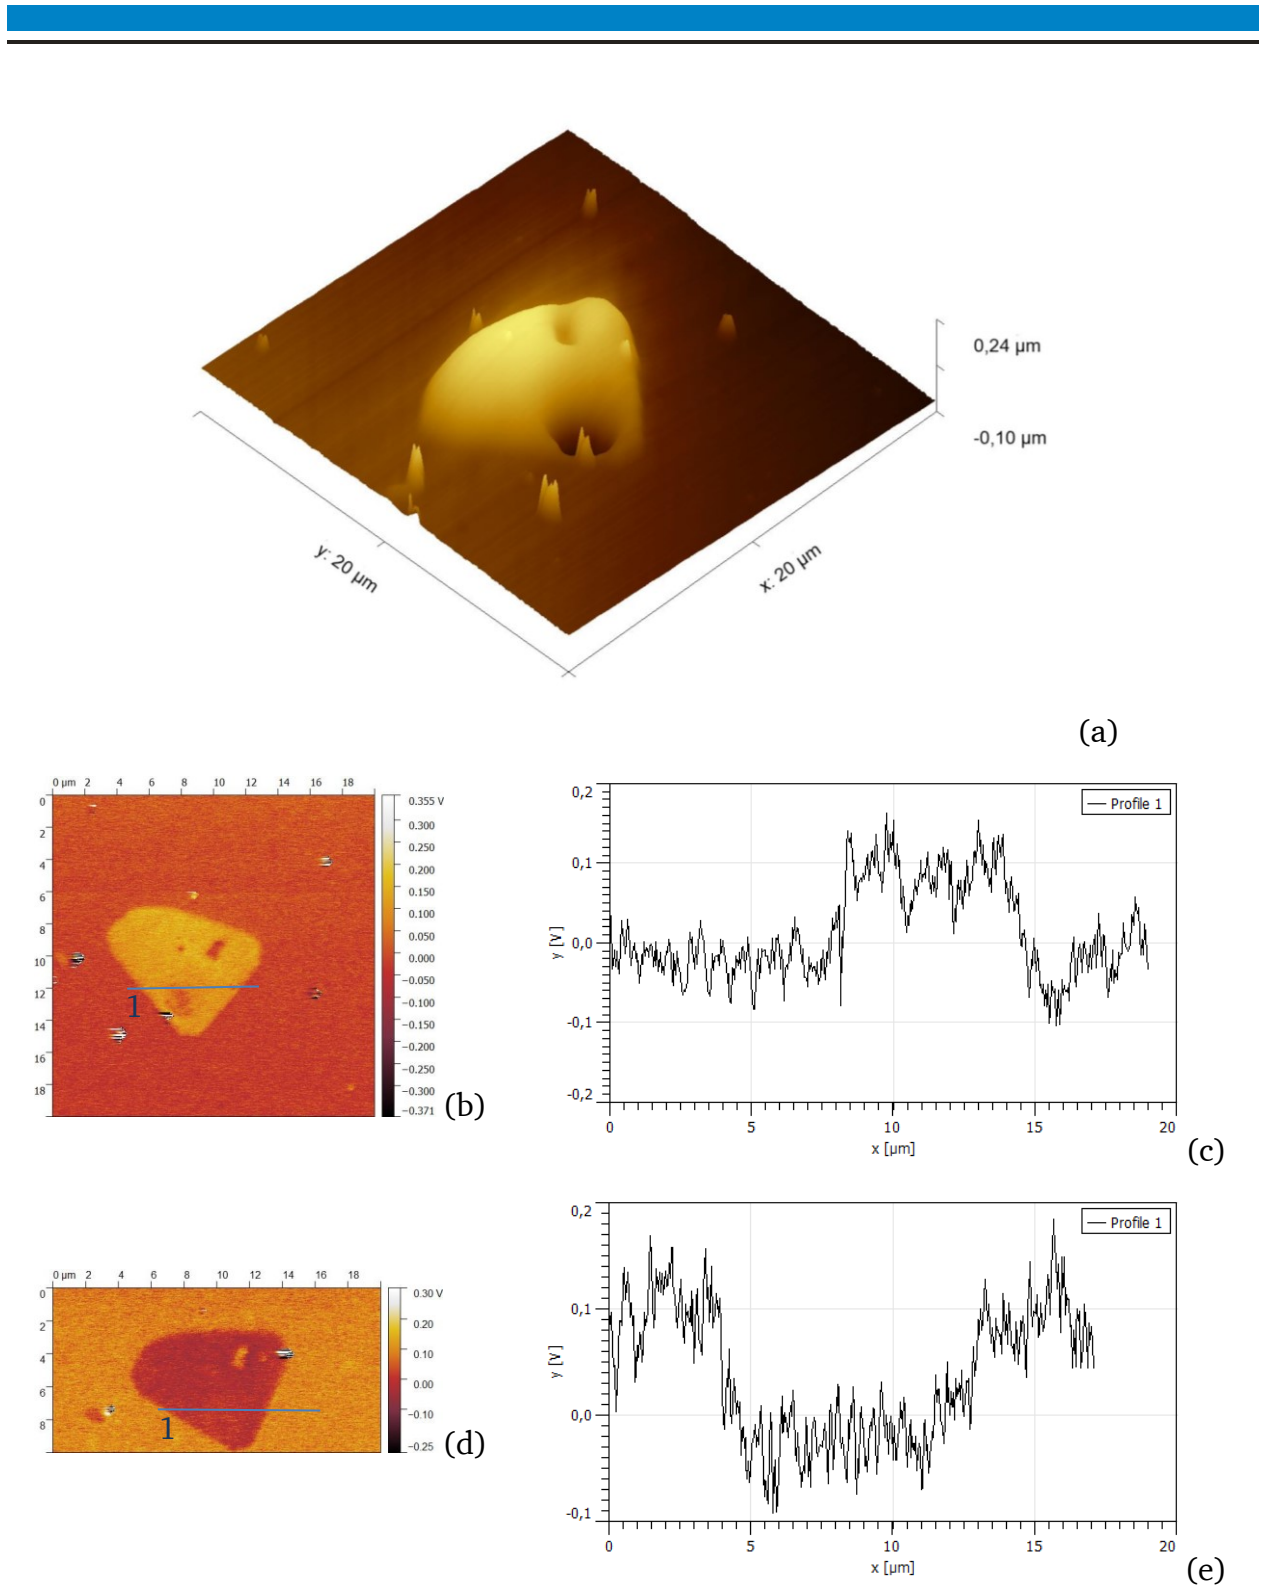 0,24 µm
-0,10 µm
y: 20 µm
x: 20 µm
(a)
0 µm 2 4 6 8 10 12 14 16 18
0
2
4
6
8
10
12
14
16
18
1
0.355 V
0.300
0.250
0.200
0.150
0.100
0.050
0.000
−0.050
−0.100
−0.150
−0.200
−0.250
−0.300
−0.371
(b)
0,2
0,1
0,0
-0,1
-0,2
y [V]
Profile 1
0 5 10 15 20
x [µm]
(c)
0 µm 2 4 6 8 10 12 14 16 18
0
2
4
6
8
1
0.30 V
0.20
0.10
0.00
−0.10
−0.25
(d)
0,2
0,1
0,0
-0,1
y [V]
Profile 1
0 5 10 15 20
x [µm]
(e)